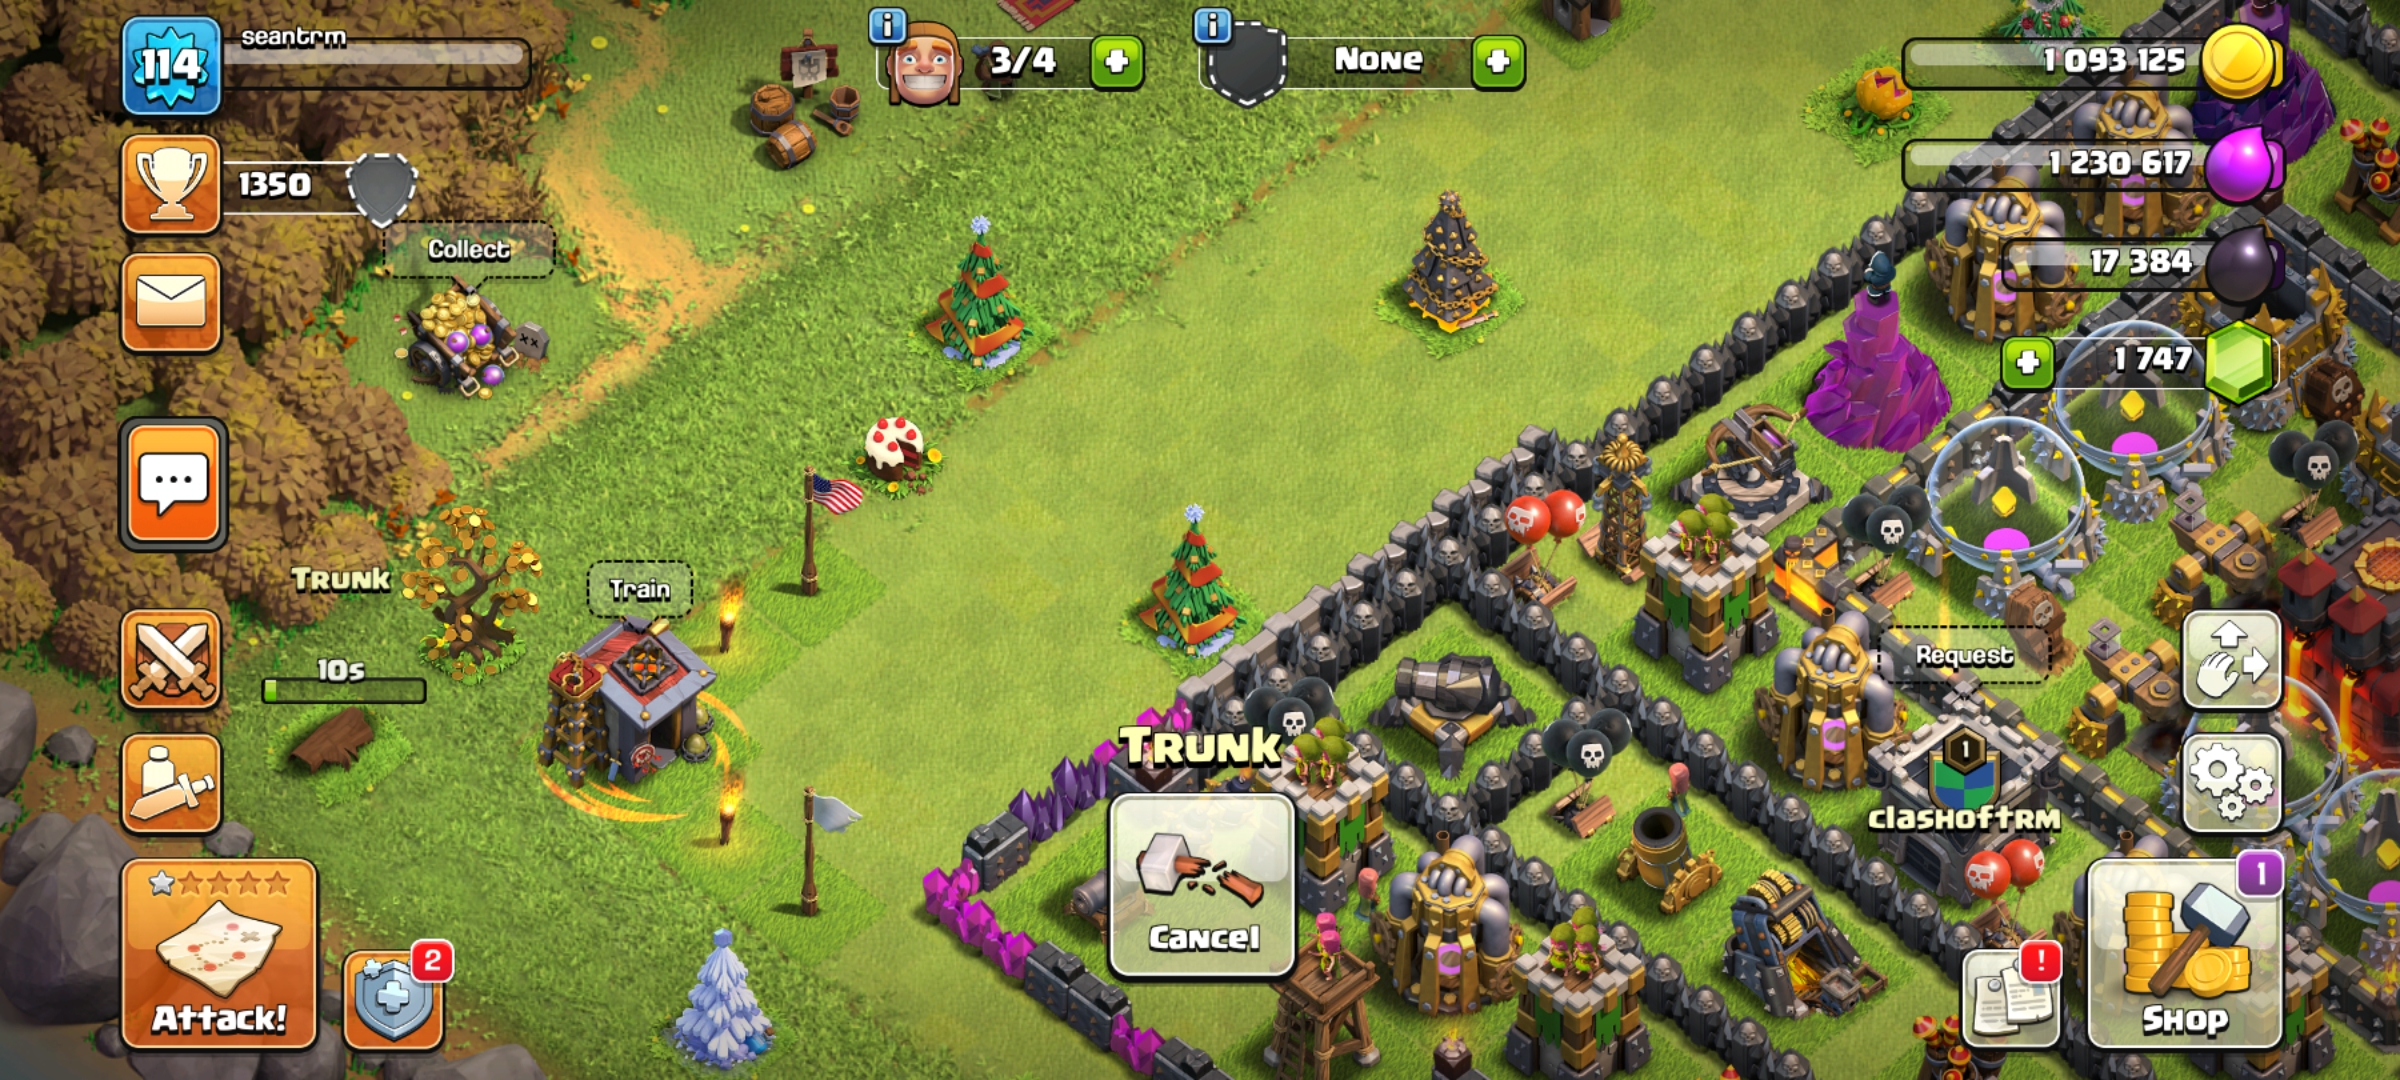 114
seantrm
3/4
None
1 093 125
1350
1 230 617
Collect
17 384
1 747
Trunk
Train
10s
Request
Trunk
1
clashoftrm
Cancel
Attack!
2
1
!
Shop